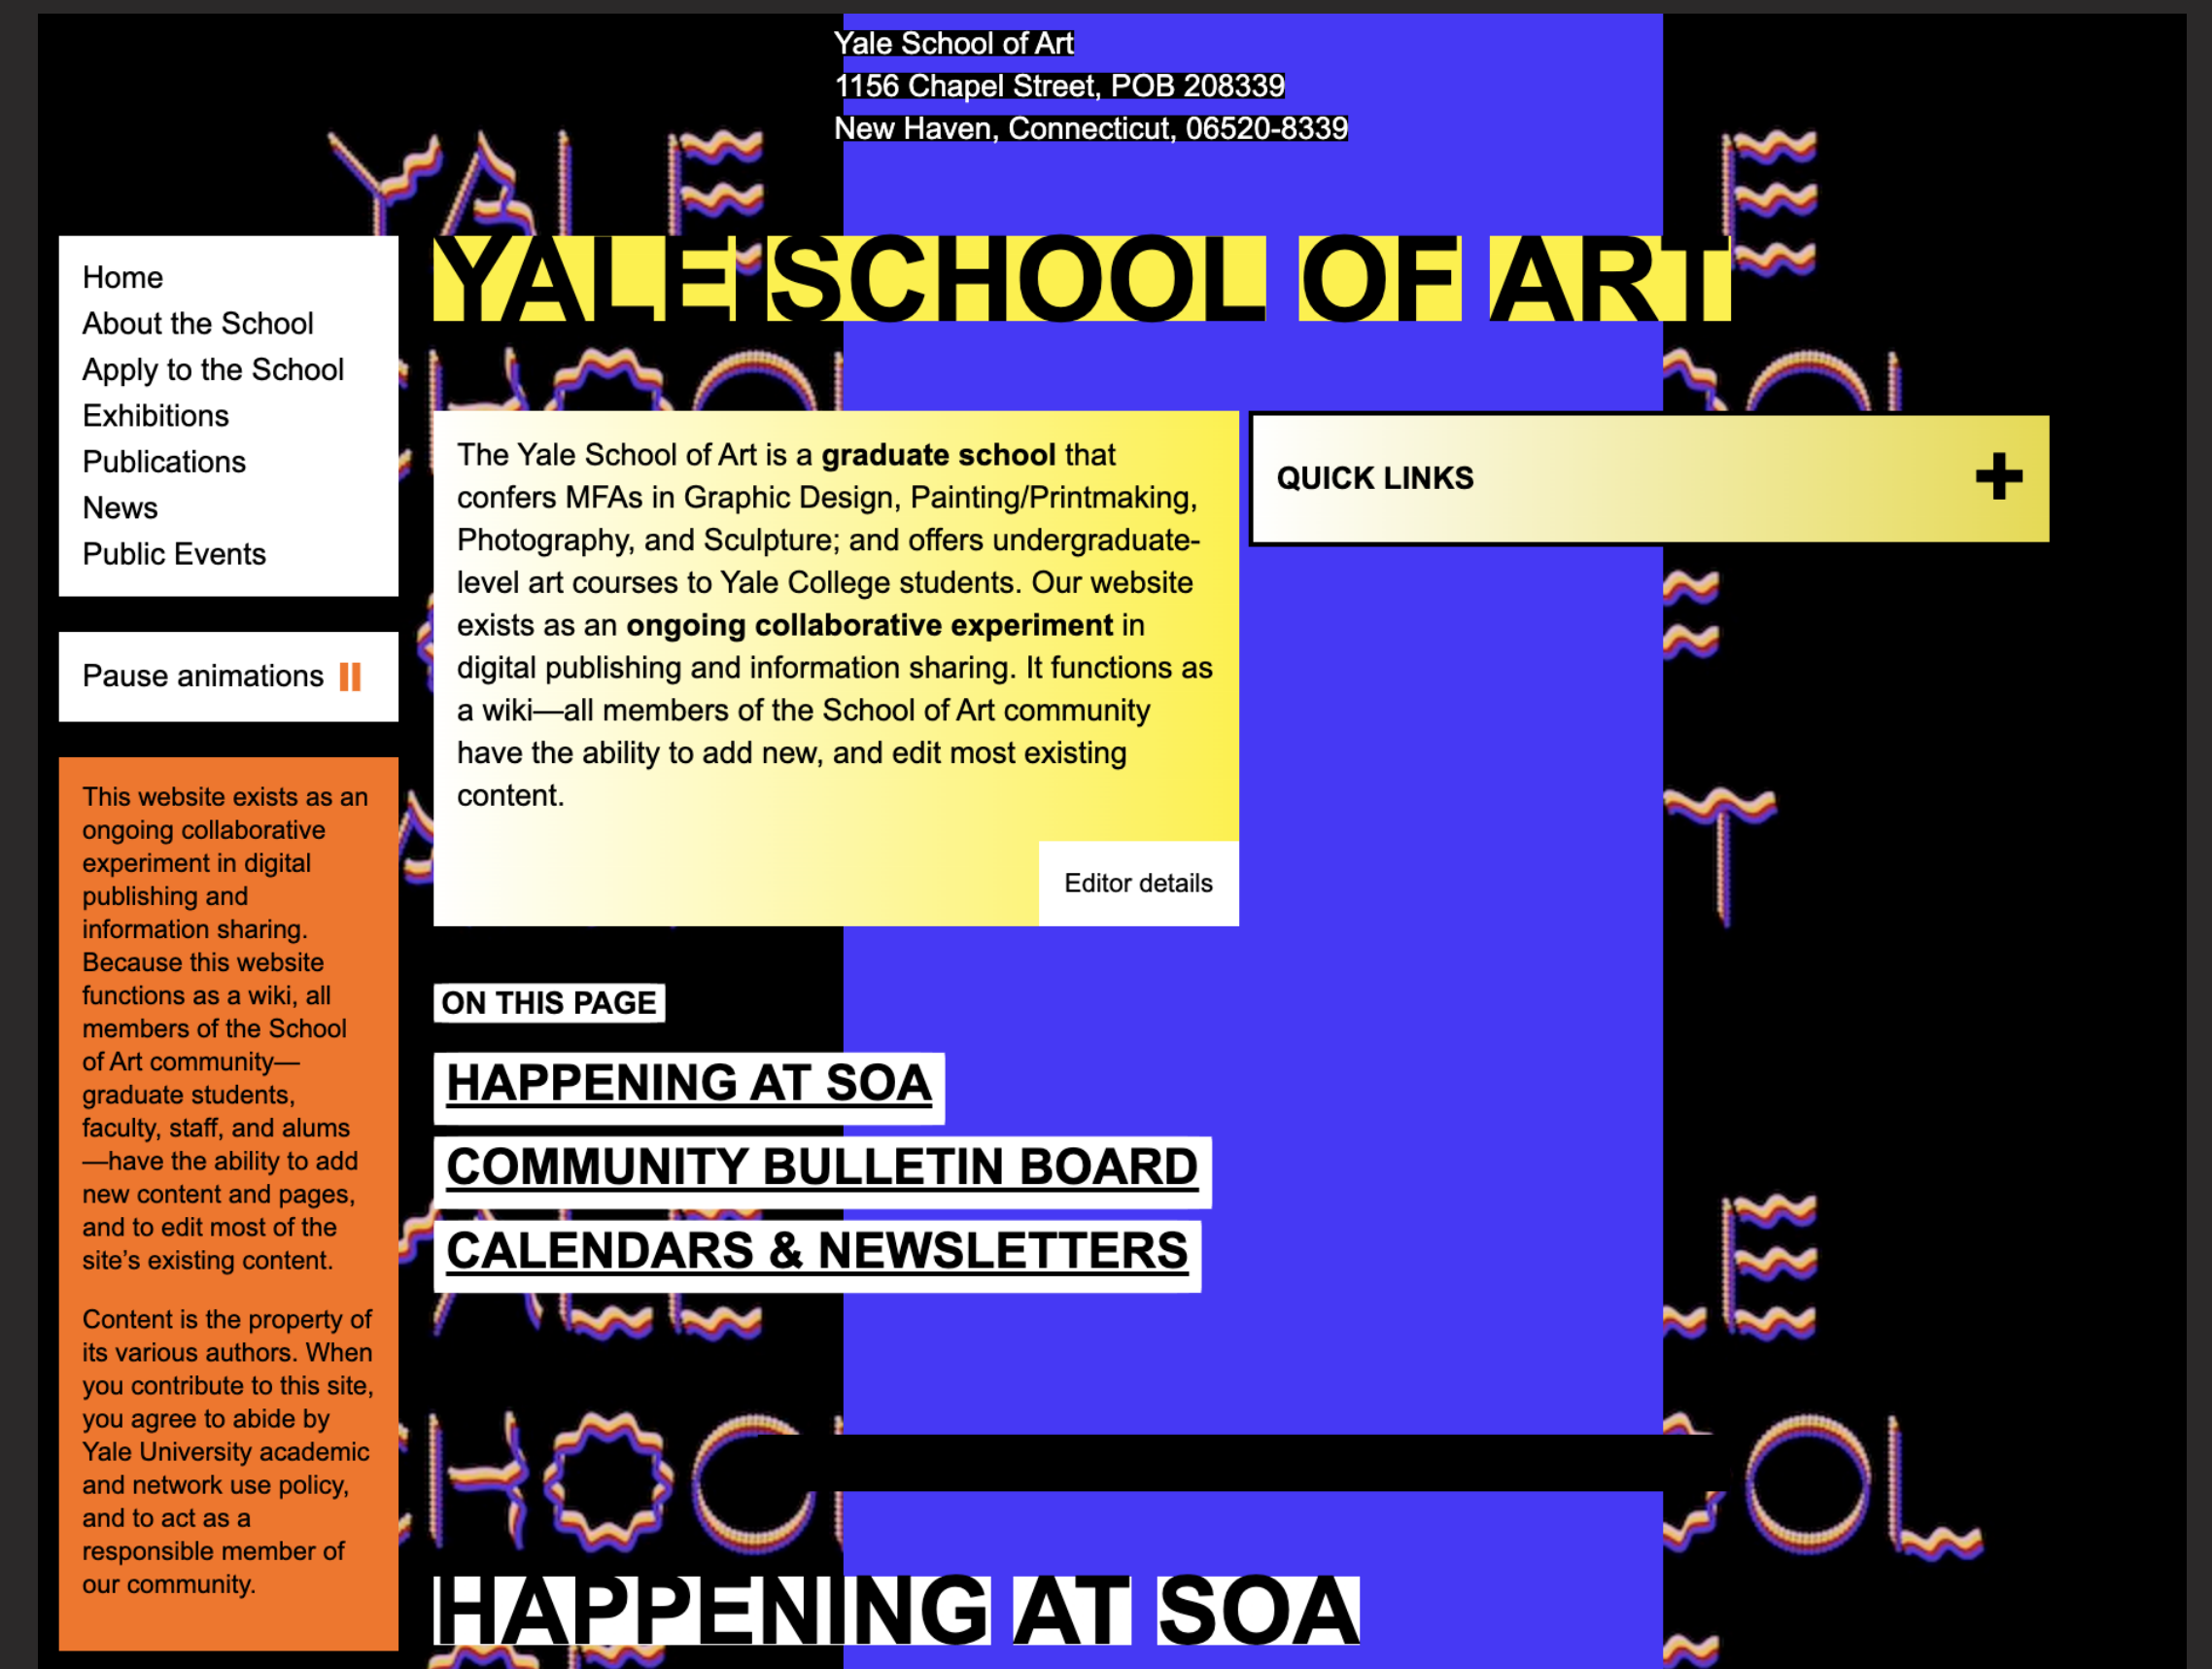 Yale School of Art
1156 Chapel Street, POB 208339
New Haven, Connecticut, 06520-8339
YALE SCHOOL OF ART
Home
About the School
Apply to the School
Exhibitions
Publications
News
Public Events
Pause animations
This website exists as an
ongoing collaborative
experiment in digital
publishing and
information sharing.
Because this website
functions as a wiki, all
members of the School
of Art community—
graduate students,
faculty, staff, and alums
—have the ability to add
new content and pages,
and to edit most of the
site’s existing content.
Content is the property of
its various authors. When
you contribute to this site,
you agree to abide by
Yale University academic
and network use policy,
and to act as a
responsible member of
our community.
The Yale School of Art is a graduate school that
confers MFAs in Graphic Design, Painting/Printmaking,
Photography, and Sculpture; and offers undergraduate-
level art courses to Yale College students. Our website
exists as an ongoing collaborative experiment in
digital publishing and information sharing. It functions as
a wiki—all members of the School of Art community
have the ability to add new, and edit most existing
content.
Editor details
QUICK LINKS
ON THIS PAGE
HAPPENING AT SOA
COMMUNITY BULLETIN BOARD
CALENDARS & NEWSLETTERS
HAPPENING AT SOA
YALE